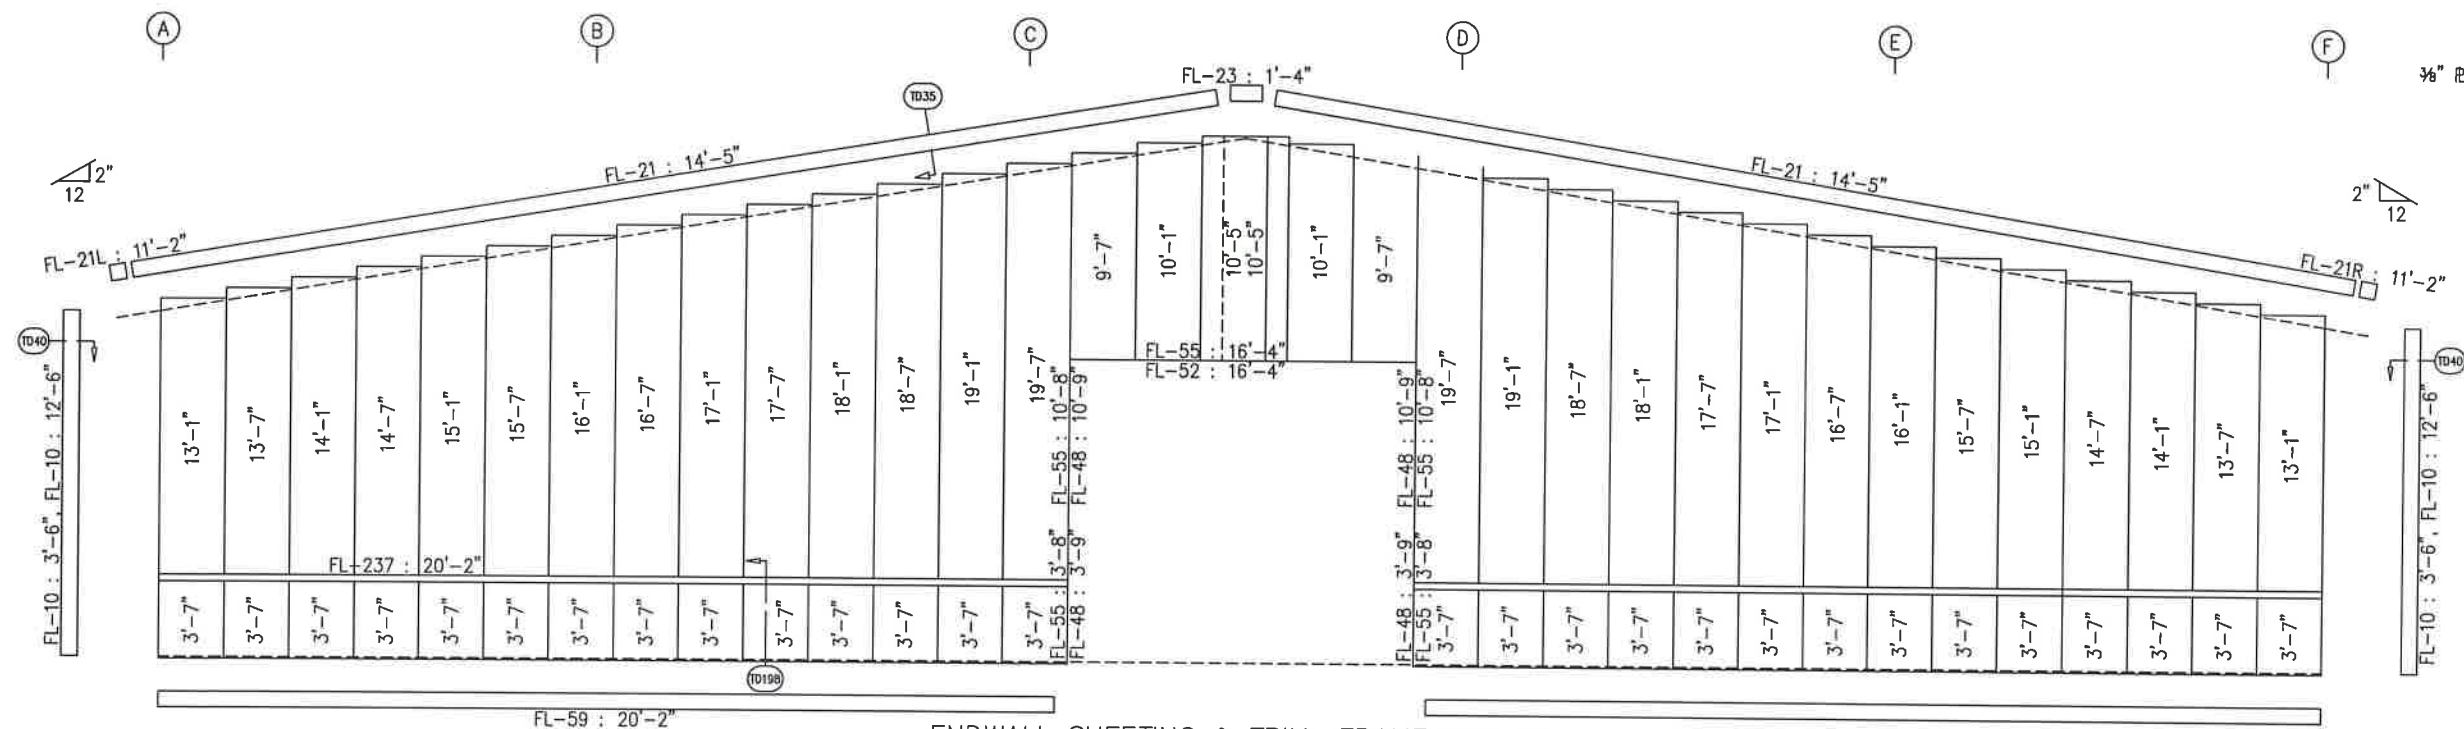 A B C D E F
FL-23 : 1'-4"
3/8"
TD35
FL-21 : 14'-5"
FL-21 : 14'-5"
2"
12
2"
12
FL-21L : 11'-2"
FL-21R : 11'-2"
TD40
TD40
FL-10 : 3'-6", FL-10 : 12'-6"
13'-1" 13'-7" 14'-1" 14'-7" 15'-1" 15'-7" 16'-1" 16'-7" 17'-1" 17'-7" 18'-1" 18'-7" 19'-1" 19'-7"
9'-7" 10'-1" 10'-5" 10'-5" 10'-1" 9'-7"
19'-7" 19'-1" 18'-7" 18'-1" 17'-7" 17'-1" 16'-7" 16'-1" 15'-7" 15'-1" 14'-7" 14'-1" 13'-7" 13'-1"
FL-10 : 3'-6", FL-10 : 12'-6"
FL-55 : 16'-4"
FL-52 : 16'-4"
FL-55 : 3'-8" FL-55 : 10'-8"
FL-48 : 3'-9" FL-48 : 10'-9"
FL-48 : 3'-9" FL-48 : 10'-9"
FL-55 : 3'-8" FL-55 : 10'-8"
FL-237 : 20'-2"
3'-7" 3'-7" 3'-7" 3'-7" 3'-7" 3'-7" 3'-7" 3'-7" 3'-7" 3'-7" 3'-7" 3'-7" 3'-7" 3'-7"
3'-7" 3'-7" 3'-7" 3'-7" 3'-7" 3'-7" 3'-7" 3'-7" 3'-7" 3'-7" 3'-7" 3'-7" 3'-7" 3'-7"
TD198
FL-59 : 20'-2"